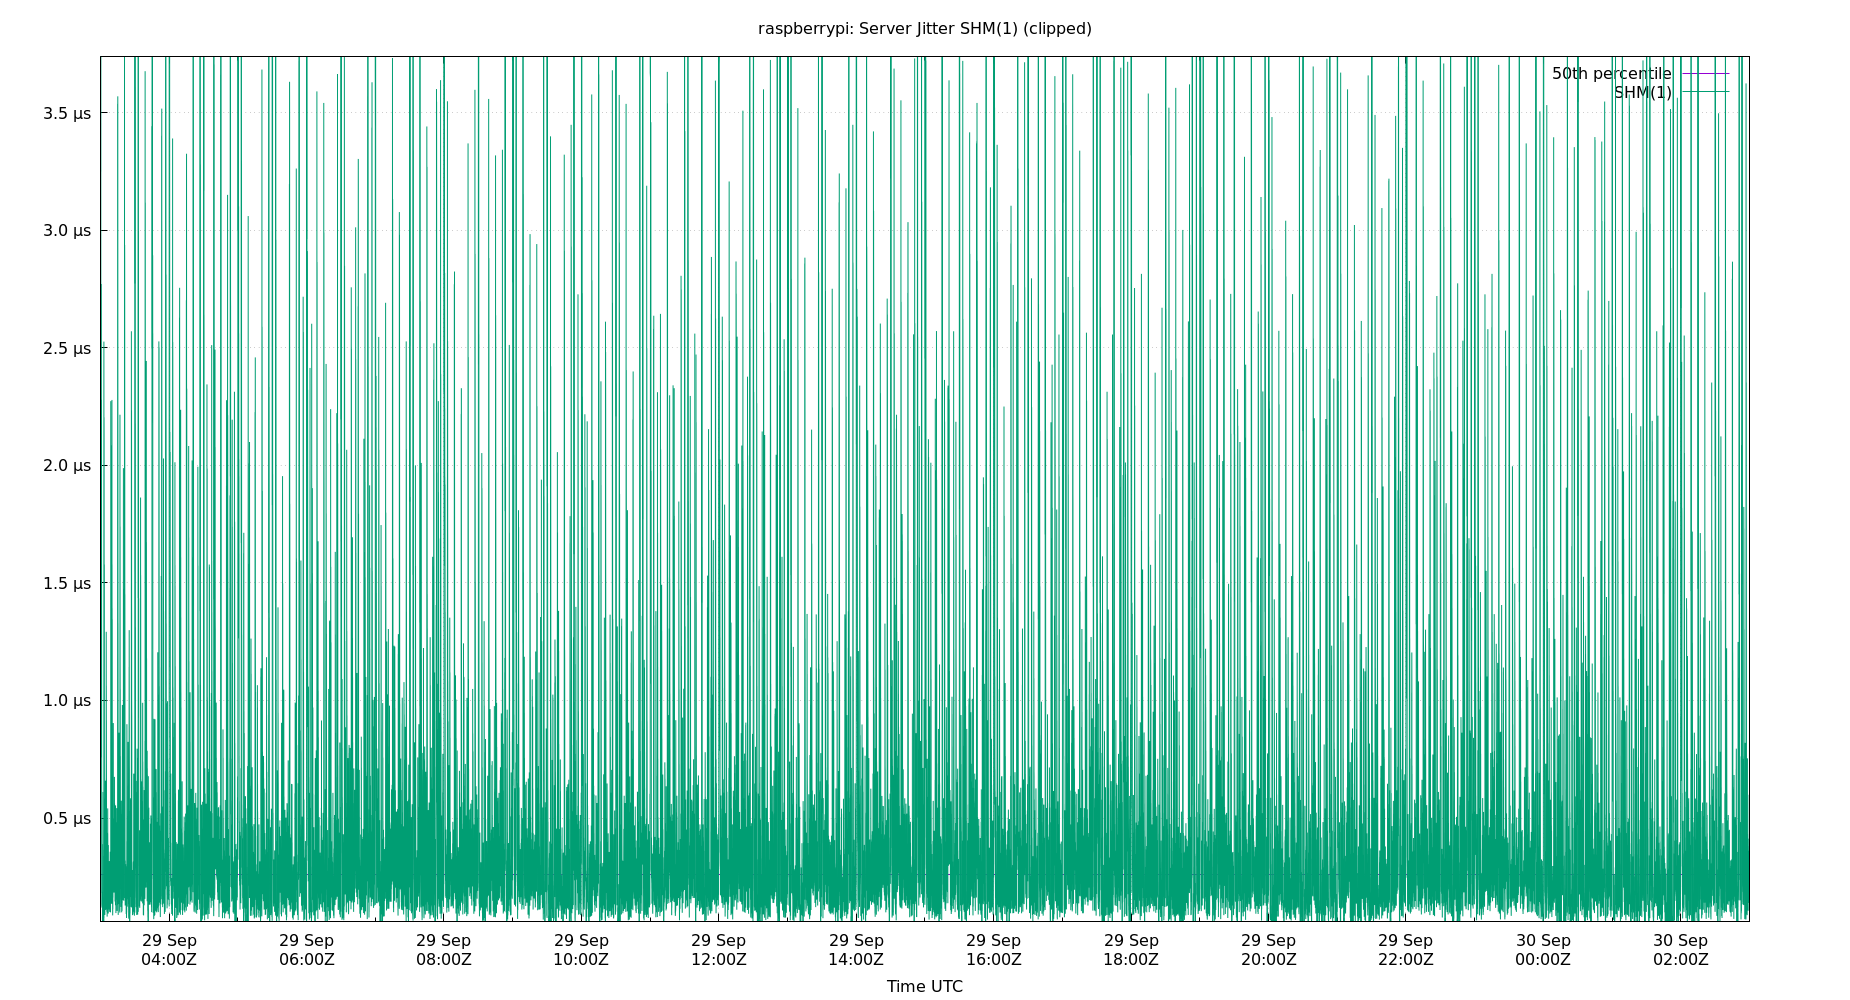 raspberrypi: Server Jitter SHM(1) (clipped)
50th percentile
SHM(1)
3.5 µs
3.0 µs
2.5 µs
2.0 µs
1.5 µs
1.0 µs
0.5 µs
29 Sep 29 Sep 29 Sep 29 Sep 29 Sep 29 Sep 29 Sep 29 Sep 29 Sep 29 Sep 30 Sep 30 Sep
04:00Z 06:00Z 08:00Z 10:00Z 12:00Z 14:00Z 16:00Z 18:00Z 20:00Z 22:00Z 00:00Z 02:00Z
Time UTC